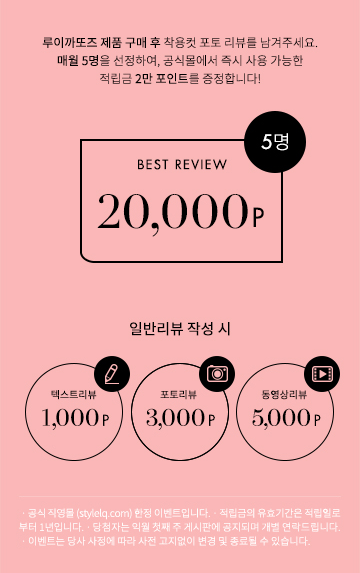 루이까또즈 제품 구매 후 착용컷 포토 리뷰를 남겨주세요.
매월 5명을 선정하여, 공식몰에서 즉시 사용 가능한
적립금 2만 포인트를 증정합니다!
5명
BEST REVIEW
20,000P
일반리뷰 작성 시
텍스트리뷰
1,000P
포토리뷰
3,000P
동영상리뷰
5,000P
· 공식 직영몰 (stylelq.com) 한정 이벤트입니다. · 적립금의 유효기간은 적립일로
부터 1년입니다. · 당첨자는 익월 첫째 주 게시판에 공지되며 개별 연락드립니다.
· 이벤트는 당사 사정에 따라 사전 고지없이 변경 및 종료될 수 있습니다.